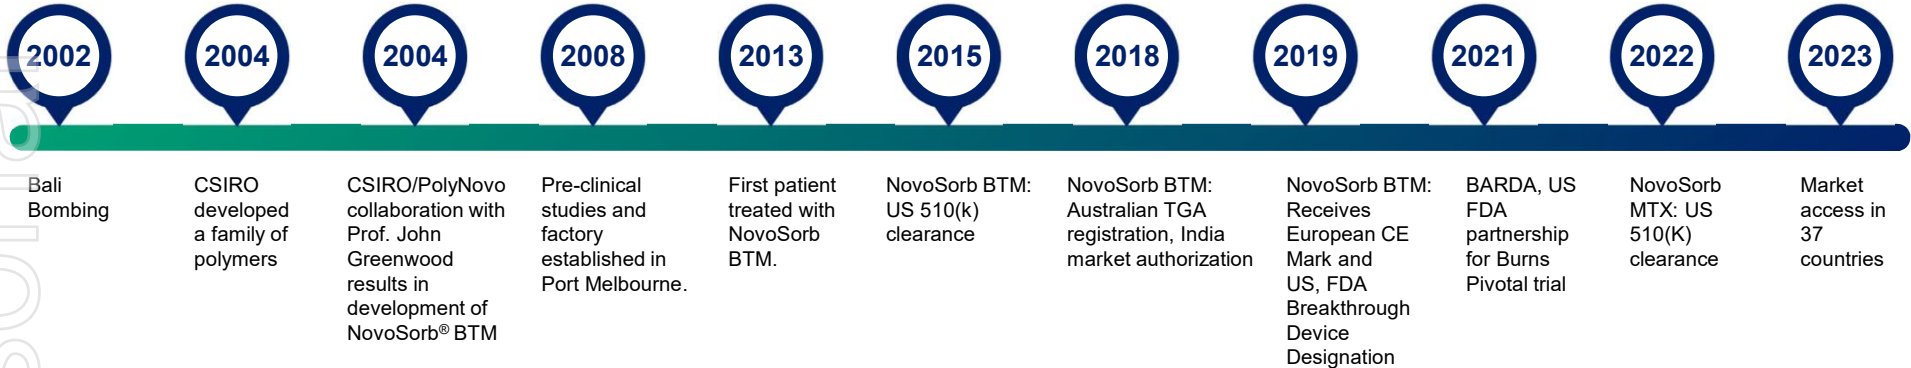 2002
2004
2004
2008
2013
2015
2018
2019
2021
2022
2023
Bali
Bombing
CSIRO
developed
a family of
polymers
CSIRO/PolyNovo
collaboration with
Prof. John
Greenwood
results in
development of
NovoSorb® BTM
Pre-clinical
studies and
factory
established in
Port Melbourne.
First patient
treated with
NovoSorb
BTM.
NovoSorb BTM:
US 510(k)
clearance
NovoSorb BTM:
Australian TGA
registration, India
market authorization
NovoSorb BTM:
Receives
European CE
Mark and
US, FDA
Breakthrough
Device
Designation
BARDA, US
FDA
partnership
for Burns
Pivotal trial
NovoSorb
MTX: US
510(K)
clearance
Market
access in
37
countries